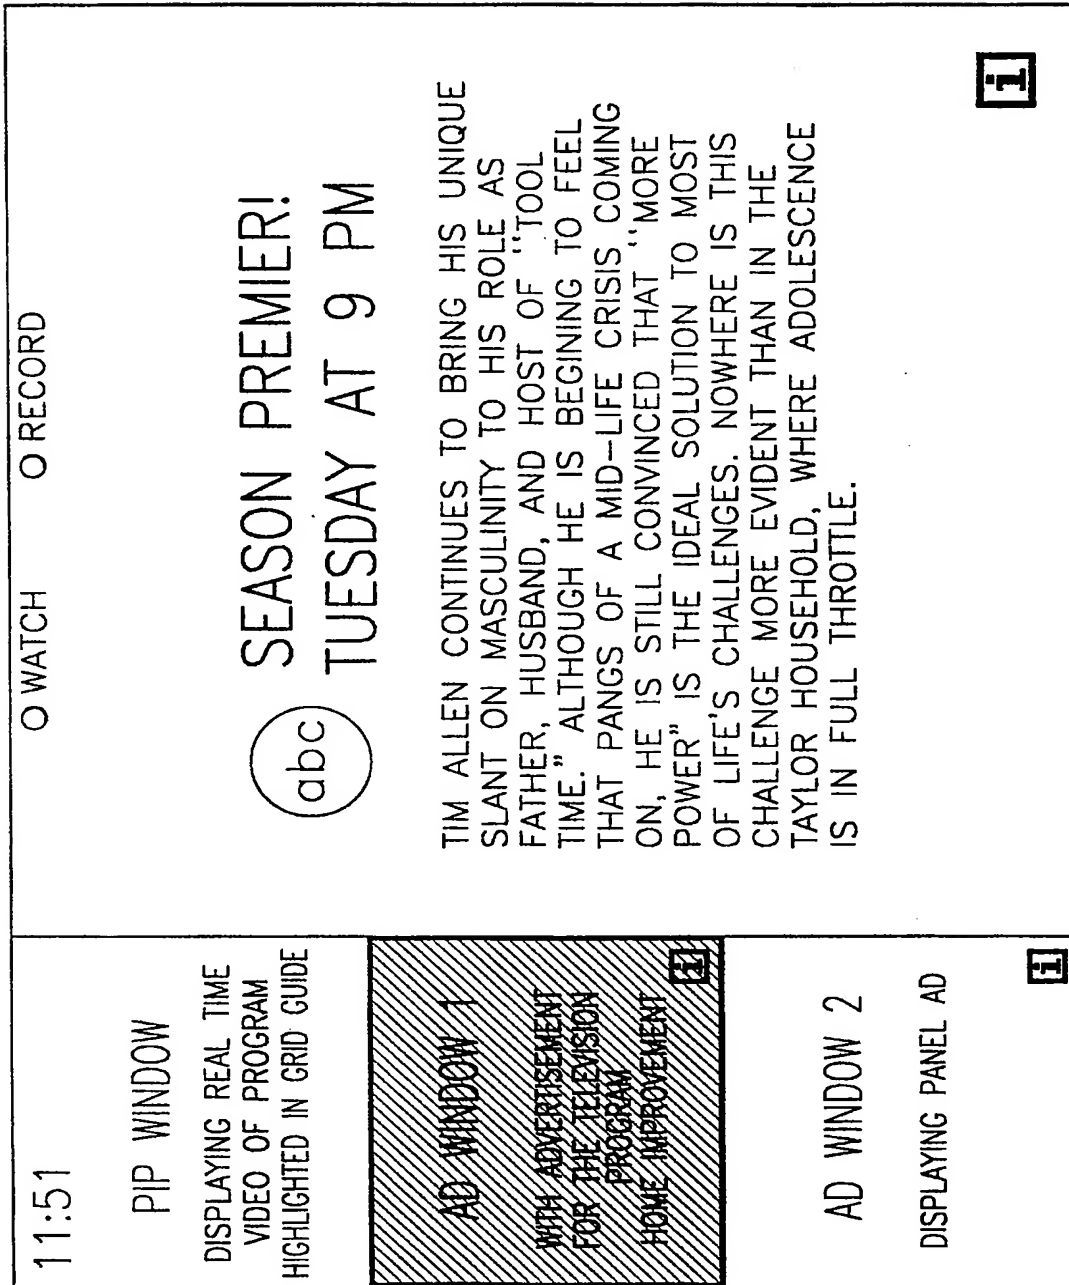 11:51
PIP WINDOW
DISPLAYING REAL TIME
VIDEO OF PROGRAM
HIGHLIGHTED IN GRID GUIDE
AD WINDOW 1
WITH ADVERTISEMENT
FOR THE TELEVISION
PROGRAM
HOME IMPROVEMENT
i
AD WINDOW 2
DISPLAYING PANEL AD
i
O WATCH O RECORD
abc
SEASON PREMIER!
TUESDAY AT 9 PM
TIM ALLEN CONTINUES TO BRING HIS UNIQUE
SLANT ON MASCULINITY TO HIS ROLE AS
FATHER, HUSBAND, AND HOST OF "TOOL
TIME." ALTHOUGH HE IS BEGINING TO FEEL
THAT PANGS OF A MID-LIFE CRISIS COMING
ON, HE IS STILL CONVINCED THAT "MORE
POWER" IS THE IDEAL SOLUTION TO MOST
OF LIFE'S CHALLENGES. NOWHERE IS THIS
CHALLENGE MORE EVIDENT THAN IN THE
TAYLOR HOUSEHOLD, WHERE ADOLESCENCE
IS IN FULL THROTTLE.
i